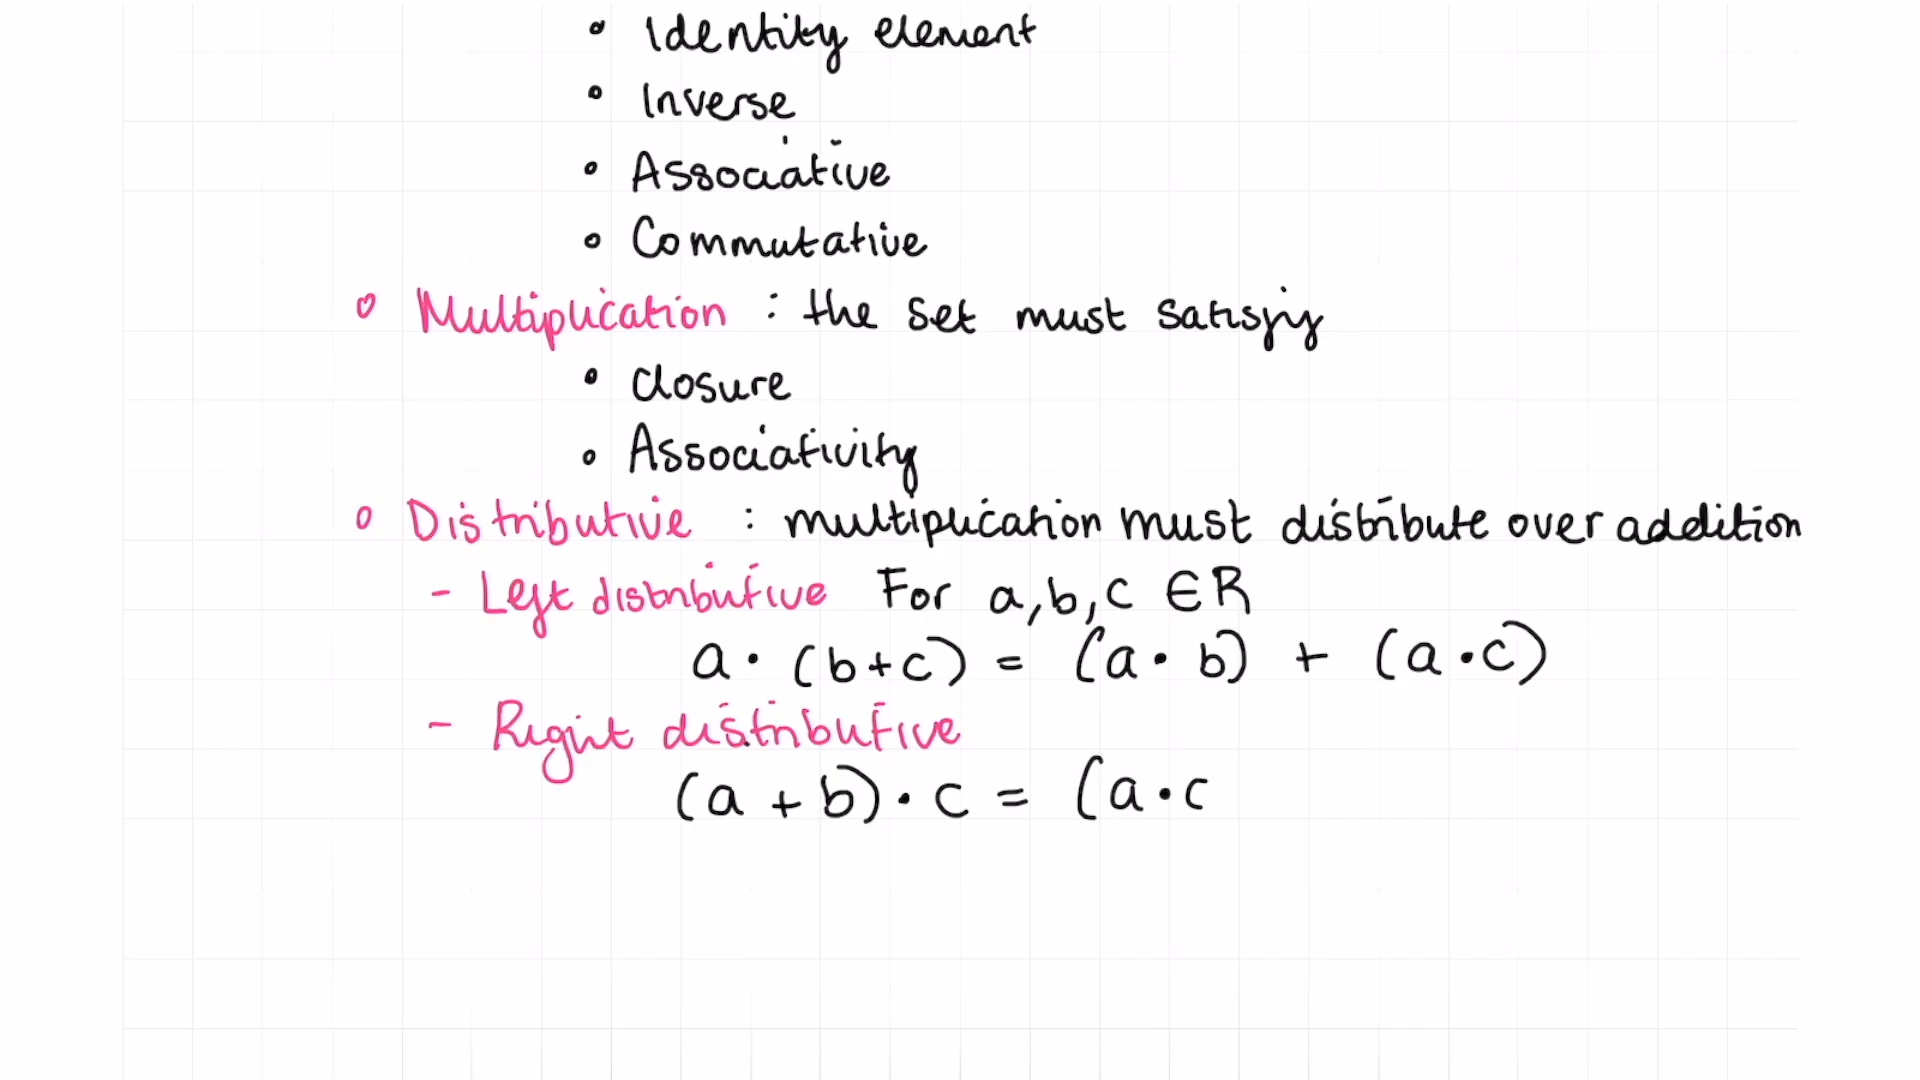 • Identity element
• Inverse
• Associative
• Commutative
∘ Multiplication : the set must satisfy
• closure
• Associativity
∘ Distributive : multiplication must distribute over addition
- Left distributive For a,b,c ∈ R
a · (b+c) = (a · b) + (a · c)
- Right distributive
(a + b) · c = (a · c